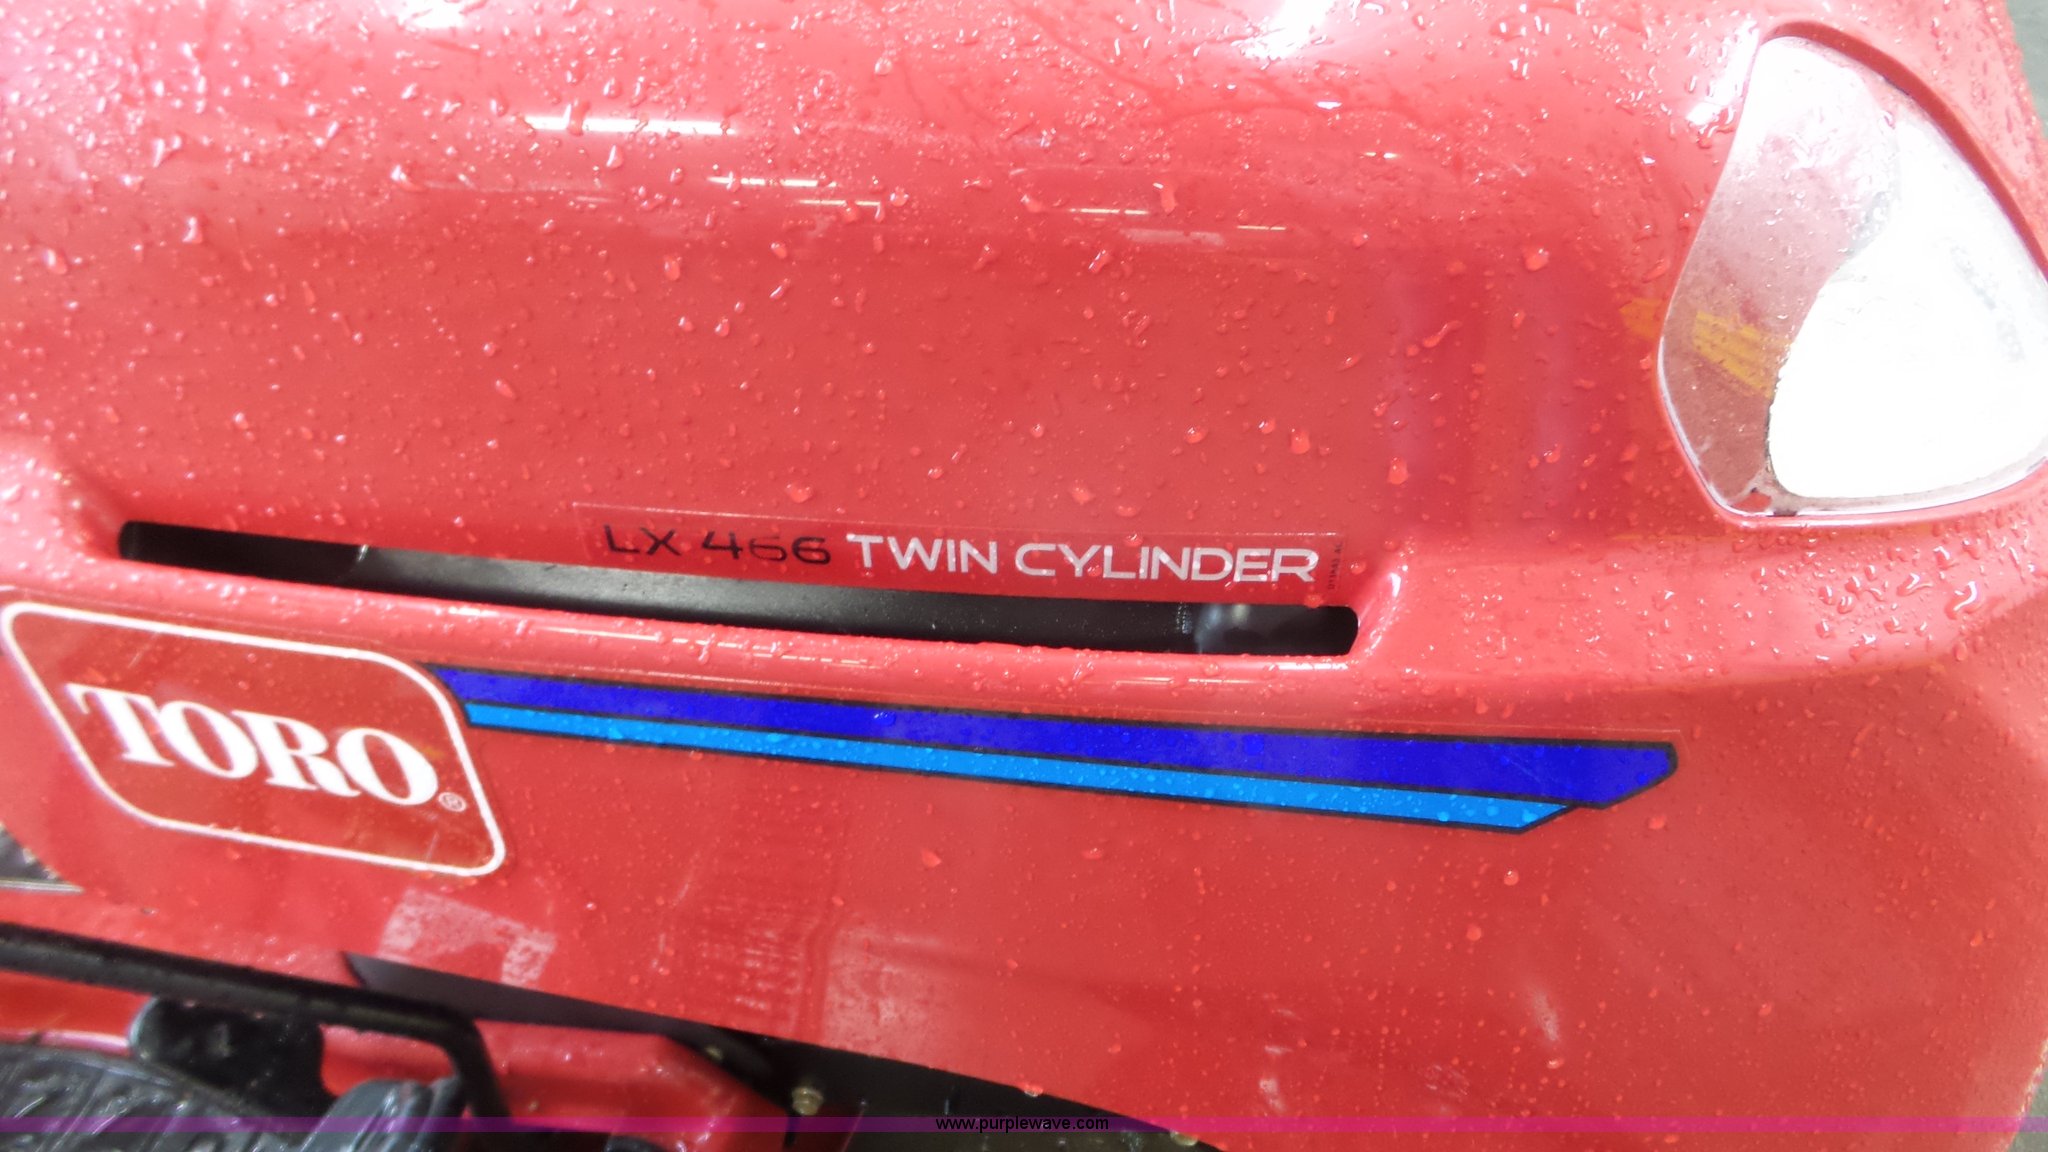 LX 466 TWIN CYLINDER
TORO®
www.purplewave.com